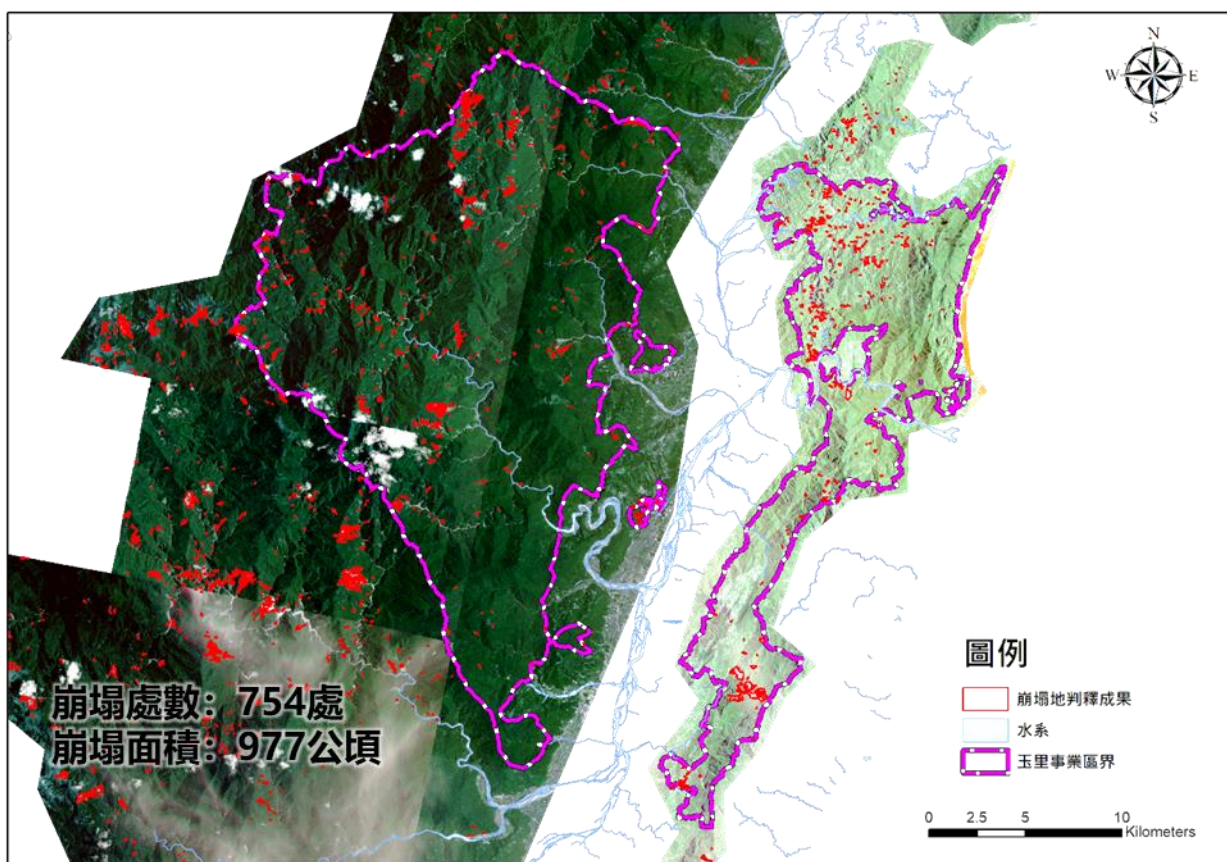 N
W
E
S
圖例
崩塌地判釋成果
水系
玉里事業區界
崩塌處數：754處
崩塌面積：977公頃
0 2.5 5 10
Kilometers